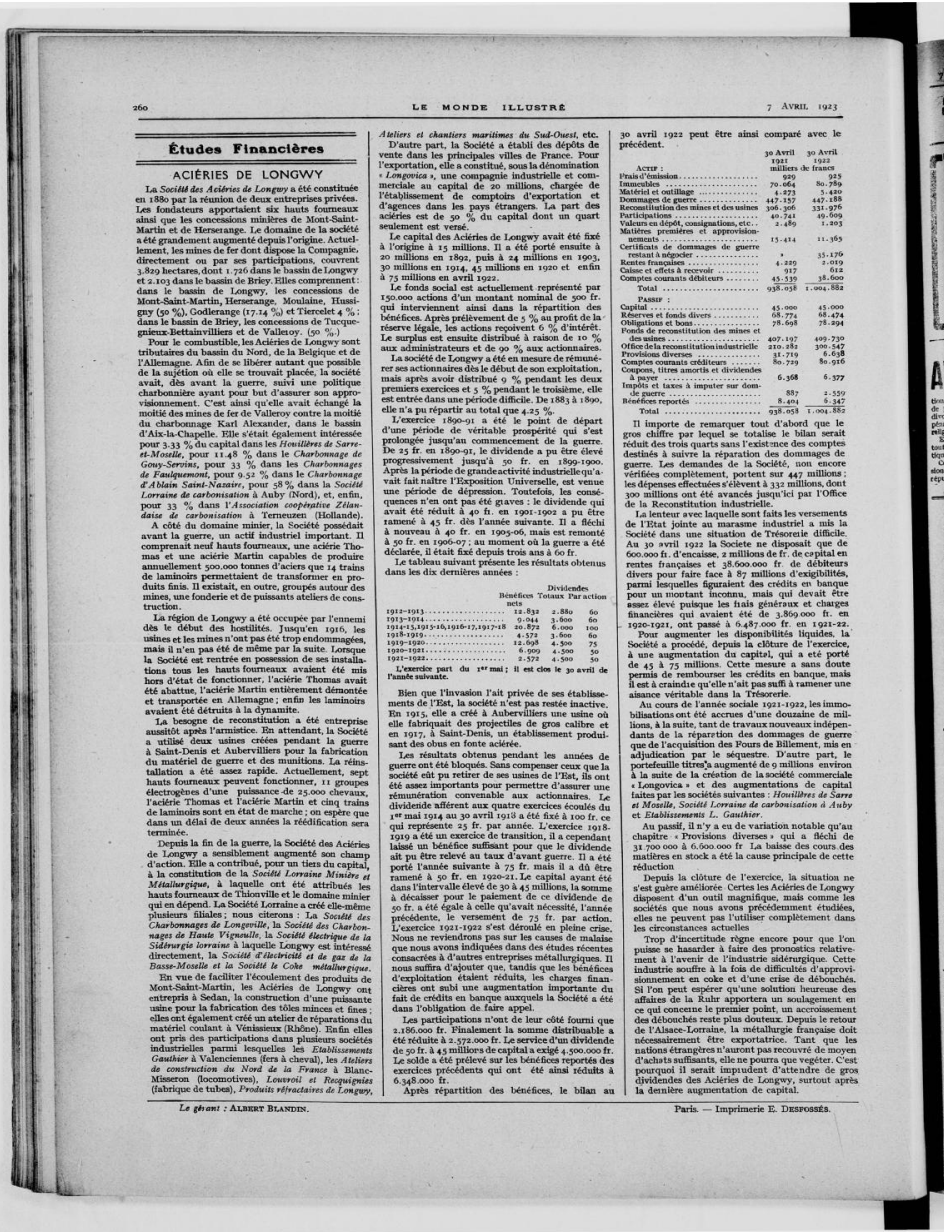 260
LE MONDE ILLUSTRÉ
7 AVRIL 1923
Études Financières
ACIÉRIES DE LONGWY
La Société des Aciéries de Longwy a été constituée
en 1880 par la réunion de deux entreprises privées.
Les fondateurs apportaient six hauts fourneaux
ainsi que les concessions minières de Mont-Saint-
Martin et de Herserange. Le domaine de la société
a été grandement augmenté depuis l'origine. Actuel-
lement, les mines de fer dont dispose la Compagnie,
directement ou par ses participations, couvrent
3.829 hectares, dont 1.726 dans le bassin de Longwy
et 2.103 dans le bassin de Briey. Elles comprennent :
dans le bassin de Longwy, les concessions de
Mont-Saint-Martin, Herserange, Moulaine, Hussi-
gny (50 %), Godlerange (17.14 %) et Tiercelet 4 % ;
dans le bassin de Briey, les concessions de Tucque-
gnieux-Bettainvilliers et de Valleroy. (50 %.)
Pour le combustible, les Aciéries de Longwy sont
tributaires du bassin du Nord, de la Belgique et de
l'Allemagne. Afin de se libérer autant que possible
de la sujétion où elle se trouvait placée, la société
avait, dès avant la guerre, suivi une politique
charbonnière ayant pour but d'assurer son appro-
visionnement. C'est ainsi qu'elle avait échangé la
moitié des mines de fer de Valleroy contre la moitié
du charbonnage Karl Alexander, dans le bassin
d'Aix-la-Chapelle. Elle s'était également intéressée
pour 3.33 % du capital dans les Houillères de Sarre-
et-Moselle, pour 11.48 % dans le Charbonnage de
Gouy-Servins, pour 33 % dans les Charbonnages
de Faulquemont, pour 9.52 % dans le Charbonnage
d'Ablain Saint-Nazaire, pour 58 % dans la Société
Lorraine de carbonisation à Auby (Nord), et, enfin,
pour 33 % dans l'Association coopérative Zélan-
daise de carbonisation à Terneuzen (Hollande).
A côté du domaine minier, la Société possédait
avant la guerre, un actif industriel important. Il
comprenait neuf hauts fourneaux, une aciérie Tho-
mas et une aciérie Martin capables de produire
annuellement 500.000 tonnes d'aciers que 14 trains
de laminoirs permettaient de transformer en pro-
duits finis. Il existait, en outre, groupés autour des
mines, une fonderie et de puissants ateliers de cons-
truction.
La région de Longwy a été occupée par l'ennemi
dès le début des hostilités. Jusqu'en 1916, les
usines et les mines n'ont pas été trop endommagées,
mais il n'en pas été de même par la suite. Lorsque
la Société est rentrée en possession de ses installa-
tions tous les hauts fourneaux avaient été mis
hors d'état de fonctionner, l'aciérie Thomas avait
été abattue, l'aciérie Martin entièrement démontée
et transportée en Allemagne ; enfin les laminoirs
avaient été détruits à la dynamite.
La besogne de reconstitution a été entreprise
aussitôt après l'armistice. En attendant, la Société
a utilisé deux usines créées pendant la guerre
à Saint-Denis et Aubervilliers pour la fabrication
du matériel de guerre et des munitions. La réins-
tallation a été assez rapide. Actuellement, sept
hauts fourneaux peuvent fonctionner, 11 groupes
électrogènes d'une puissance de 25.000 chevaux,
l'aciérie Thomas et l'aciérie Martin et cinq trains
de laminoirs sont en état de marche ; on espère que
dans un délai de deux années la réédification sera
terminée.
Depuis la fin de la guerre, la Société des Aciéries
de Longwy a sensiblement augmenté son champ
d'action. Elle a contribué, pour un tiers du capital,
à la constitution de la Société Lorraine Minière et
Métallurgique, à laquelle ont été attribués les
hauts fourneaux de Thionville et le domaine minier
qui en dépend. La Société Lorraine a créé elle-même
plusieurs filiales ; nous citerons : La Société des
Charbonnages de Longeville, la Société des Charbon-
nages de Haute Vigneulle, la Société électrique de la
Sidérurgie lorraine à laquelle Longwy est intéressé
directement, la Société d'électricité et de gaz de la
Basse-Moselle et la Société le Coke métallurgique.
En vue de faciliter l'écoulement des produits de
Mont-Saint-Martin, les Aciéries de Longwy ont
entrepris à Sedan, la construction d'une puissante
usine pour la fabrication des tôles minces et fines ;
elles ont également créé un atelier de réparations du
matériel coulant à Vénissieux (Rhône). Enfin elles
ont pris des participations dans plusieurs sociétés
industrielles parmi lesquelles les Etablissements
Gauthier à Valenciennes (fers à cheval), les Ateliers
de construction du Nord de la France à Blanc-
Misseron (locomotives), Louvroil et Recquignies
(fabrique de tubes), Produits réfractaires de Longwy,
Ateliers et chantiers maritimes du Sud-Ouest, etc.
D'autre part, la Société a établi des dépôts de
vente dans les principales villes de France. Pour
l'exportation, elle a constitué, sous la dénomination
« Longovica », une compagnie industrielle et com-
merciale au capital de 20 millions, chargée de
l'établissement de comptoirs d'exportation et
d'agences dans les pays étrangers. La part des
aciéries est de 50 % du capital dont un quart
seulement est versé.
Le capital des Aciéries de Longwy avait été fixé
à l'origine à 15 millions. Il a été porté ensuite à
20 millions en 1892, puis à 24 millions en 1903,
30 millions en 1914, 45 millions en 1920 et enfin
à 75 millions en avril 1922.
Le fonds social est actuellement représenté par
150.000 actions d'un montant nominal de 500 fr.
qui interviennent ainsi dans la répartition des
bénéfices. Après prélèvement de 5 % au profit de la
réserve légale, les actions reçoivent 6 % d'intérêt.
Le surplus est ensuite distribué à raison de 10 %
aux administrateurs et de 90 % aux actionnaires.
La société de Longwy a été en mesure de rémuné-
rer ses actionnaires dès le début de son exploitation,
mais après avoir distribué 9 % pendant les deux
premiers exercices et 5 % pendant le troisième, elle
est entrée dans une période difficile. De 1883 à 1890,
elle n'a pu répartir au total que 4.25 %.
L'exercice 1890-91 a été le point de départ
d'une période de véritable prospérité qui s'est
prolongée jusqu'au commencement de la guerre.
De 25 fr. en 1890-91, le dividende a pu être élevé
progressivement jusqu'à 50 fr. en 1899-1900.
Après la période de grande activité industrielle qu'a-
vait fait naître l'Exposition Universelle, est venue
une période de dépression. Toutefois, les consé-
quences n'en ont pas été graves : le dividende qui
avait été réduit à 40 fr. en 1901-1902 a pu être
ramené à 45 fr. dès l'année suivante. Il a fléchi
à nouveau à 40 fr. en 1905-06, mais est remonté
à 50 fr. en 1906-07 ; au moment où la guerre a été
déclarée, il était fixé depuis trois ans à 60 fr.
Le tableau suivant présente les résultats obtenus
dans les dix dernières années :
Dividendes
Bénéfices Totaux Par action
nets
1912-1913.................. 12.832 2.880 60
1913-1914.................. 9.044 3.600 60
1914-15,1915-16,1916-17,1917-18 20.872 6.000 100
1918-1919.................. 4.572 3.600 60
1919-1920.................. 12.698 4.500 75
1920-1921.................. 6.909 4.500 50
1921-1922.................. 2.572 4.500 50
L'exercice part du 1er mai ; il est clos le 30 avril de
l'année suivante.
Bien que l'invasion l'ait privée de ses établisse-
ments de l'Est, la société n'est pas restée inactive.
En 1915, elle a créé à Aubervilliers une usine où
elle fabriquait des projectiles de gros calibre et
en 1917, à Saint-Denis, un établissement produi-
sant des obus en fonte aciérée.
Les résultats obtenus pendant les années de
guerre ont été bloqués. Sans compenser ceux que la
société eût pu retirer de ses usines de l'Est, ils ont
été assez importants pour permettre d'assurer une
rémunération convenable aux actionnaires. Le
dividende afférent aux quatre exercices écoulés du
1er mai 1914 au 30 avril 1918 a été fixé à 100 fr. ce
qui représente 25 fr. par année. L'exercice 1918-
1919 a été un exercice de transition, il a cependant
laissé un bénéfice suffisant pour que le dividende
ait pu être relevé au taux d'avant guerre. Il a été
porté l'année suivante à 75 fr. mais il a dû être
ramené à 50 fr. en 1920-21. Le capital ayant été
dans l'intervalle élevé de 30 à 45 millions, la somme
à décaisser pour le paiement de ce dividende de
50 fr. a été égale à celle qu'avait nécessité, l'année
précédente, le versement de 75 fr. par action.
L'exercice 1921-1922 s'est déroulé en pleine crise.
Nous ne reviendrons pas sur les causes de malaise
que nous avons indiquées dans des études récentes
consacrées à d'autres entreprises métallurgiques. Il
nous suffira d'ajouter que, tandis que les bénéfices
d'exploitation étaient réduits, les charges finan-
cières ont subi une augmentation importante du
fait de crédits en banque auxquels la Société a été
dans l'obligation de faire appel.
Les participations n'ont de leur côté fourni que
2.186.000 fr. Finalement la somme distribuable a
été réduite à 2.572.000 fr. Le service d'un dividende
de 50 fr. à 45 millions de capital a exigé 4.500.000 fr.
Le solde a été prélevé sur les bénéfices reportés des
exercices précédents qui ont été ainsi réduits à
6.348.000 fr.
Après répartition des bénéfices, le bilan au
30 avril 1922 peut être ainsi comparé avec le
précédent.
30 Avril 30 Avril
1921 1922
ACTIF : milliers de francs
Frais d'émission.............. 929 925
Immeubles .................. 70.064 80.789
Matériel et outillage ............ 4.273 5.420
Dommages de guerre ............ 447.157 447.188
Reconstitution des mines et des usines 306.306 331.976
Participations................ 40.741 49.609
Valeurs en dépôt, consignations, etc.. 2.489 1.203
Matières premières et approvision-
nements .................... 13.414 11.365
Certificats de dommages de guerre
restant à négocier .............. » 35.176
Rentes françaises .............. 4.229 2.019
Caisse et effets à recevoir ........ 917 612
Comptes courants débiteurs ........ 45.539 38.600
Total ................ 938.058 1.004.882
PASSIF :
Capital .................... 45.000 45.000
Réserves et fonds divers .......... 68.774 68.474
Obligations et bons.............. 78.698 78.294
Fonds de reconstitution des mines et
des usines .................. 407.197 409.730
Office de la reconstitution industrielle 210.282 300.547
Provisions diverses ............ 31.719 6.638
Comptes courants créditeurs ...... 80.729 80.916
Coupons, titres amortis et dividendes
à payer .................... 6.368 6.377
Impôts et taxes à imputer sur dom-
de guerre .................. 887 2.559
Bénéfices reportés .............. 8.404 6.347
Total ................ 938.058 1.004.882
Il importe de remarquer tout d'abord que le
gros chiffre par lequel se totalise le bilan serait
réduit des trois quarts sans l'existence des comptes
destinés à suivre la réparation des dommages de
guerre. Les demandes de la Société, non encore
vérifiées complètement, portent sur 447 millions ;
les dépenses effectuées s'élèvent à 332 millions, dont
300 millions ont été avancés jusqu'ici par l'Office
de la Reconstitution industrielle.
La lenteur avec laquelle sont faits les versements
de l'Etat jointe au marasme industriel a mis la
Société dans une situation de Trésorerie difficile.
Au 30 avril 1922 la Societe ne disposait que de
600.000 fr. d'encaisse, 2 millions de fr. de capital en
rentes françaises et 38.600.000 fr. de débiteurs
divers pour faire face à 87 millions d'exigibilités,
parmi lesquelles figuraient des crédits en banque
pour un montant inconnu, mais qui devait être
assez élevé puisque les frais généraux et charges
financières qui avaient été de 3.869.000 fr. en
1920-1921, ont passé à 6.487.000 fr. en 1921-22.
Pour augmenter les disponibilités liquides, la
Société a procédé, depuis la clôture de l'exercice,
à une augmentation du capital, qui a été porté
de 45 à 75 millions. Cette mesure a sans doute
permis de rembourser les crédits en banque, mais
il est à craindre qu'elle n'ait pas suffi à ramener une
aisance véritable dans la Trésorerie.
Au cours de l'année sociale 1921-1922, les immo-
bilisations ont été accrues d'une douzaine de mil-
lions, à la suite, tant de travaux nouveaux indépen-
dants de la réparation des dommages de guerre
que de l'acquisition des Fours de Billement, mis en
adjudication par le séquestre. D'autre part, le
portefeuille titres a augmenté de 9 millions environ
à la suite de la création de la société commerciale
« Longovica » et des augmentations de capital
faites par les sociétés suivantes : Houillères de Sarre
et Moselle, Société Lorraine de carbonisation à Auby
et Etablissements L. Gauthier.
Au passif, il n'y a eu de variation notable qu'au
chapitre « Provisions diverses » qui a fléchi de
31.700 000 à 6.600.000 fr La baisse des cours des
matières en stock a été la cause principale de cette
réduction
Depuis la clôture de l'exercice, la situation ne
s'est guère améliorée Certes les Aciéries de Longwy
disposent d'un outil magnifique, mais comme les
sociétés que nous avons précédemment étudiées,
elles ne peuvent pas l'utiliser complètement dans
les circonstances actuelles
Trop d'incertitude règne encore pour que l'on
puisse se hasarder à faire des pronostics relative-
ment à l'avenir de l'industrie sidérurgique. Cette
industrie souffre à la fois de difficultés d'approvi-
sionnement en coke et d'une crise de débouchés.
Si l'on peut espérer qu'une solution heureuse des
affaires de la Ruhr apportera un soulagement en
ce qui concerne le premier point, un accroissement
des débouchés reste plus douteux. Depuis le retour
de l'Alsace-Lorraine, la métallurgie française doit
nécessairement être exportatrice. Tant que les
nations étrangères n'auront pas recouvré de moyen
d'achats suffisants, elle ne pourra que végéter. C'est
pourquoi il serait imprudent d'attendre de gros
dividendes des Aciéries de Longwy, surtout après
la dernière augmentation de capital.
Le gérant : ALBERT BLANDIN.
Paris. — Imprimerie E. DESFOSSÉS.